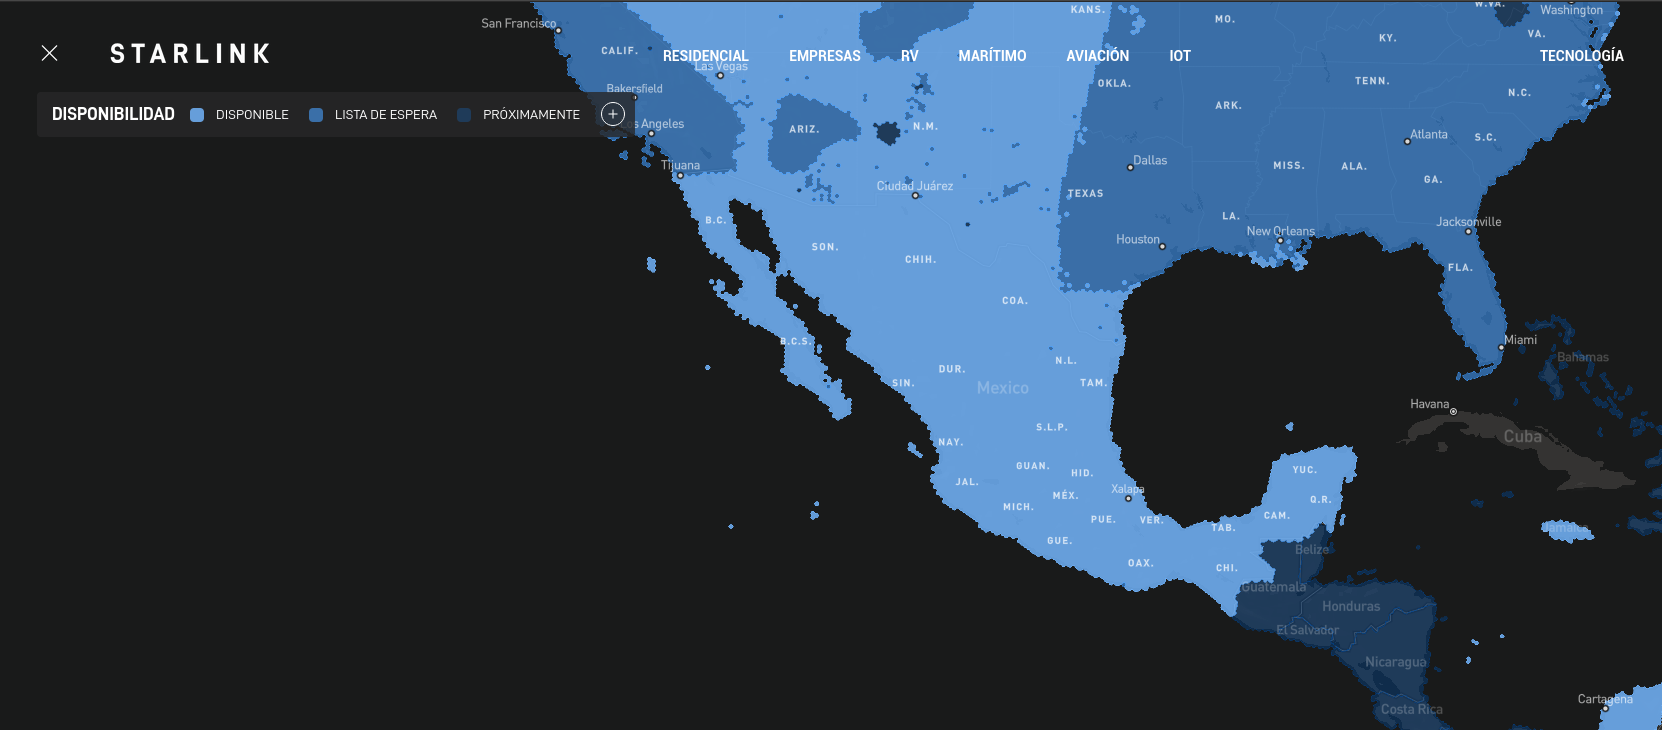 STARLINK
RESIDENCIAL
EMPRESAS
RV
MARÍTIMO
AVIACIÓN
IOT
TECNOLOGÍA
DISPONIBILIDAD
DISPONIBLE
LISTA DE ESPERA
PRÓXIMAMENTE
San Francisco
KANS.
MO.
W.VA.
Washington
CALIF.
KY.
VA.
Las Vegas
Bakersfield
OKLA.
TENN.
N.C.
ARK.
s Angeles
ARIZ.
N.M.
Atlanta
S.C.
Tijuana
Dallas
MISS.
ALA.
GA.
Ciudad Juárez
TEXAS
B.C.
LA.
Jacksonville
New Orleans
Houston
SON.
CHIH.
FLA.
COA.
B.C.S.
Miami
Bahamas
N.L.
DUR.
SIN.
TAM.
Mexico
Havana
S.L.P.
Cuba
NAY.
GUAN.
HID.
YUC.
JAL.
Xalapa
MÉX.
Q.R.
MICH.
CAM.
PUE.
VER.
TAB.
Jamaica
GUE.
Belize
OAX.
CHI.
Guatemala
Honduras
El Salvador
Nicaragua
Cartagena
Costa Rica